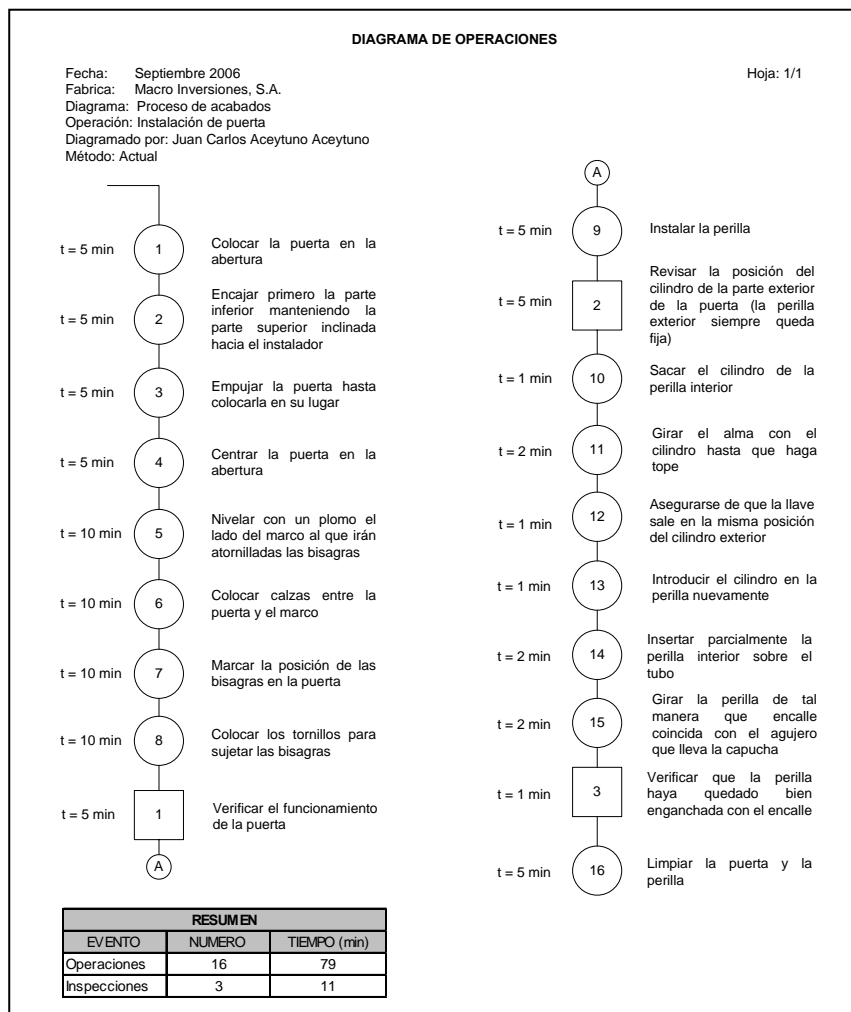 DIAGRAMA DE OPERACIONES
Fecha: Septiembre 2006
Hoja: 1/1
Fabrica: Macro Inversiones, S.A.
Diagrama: Proceso de acabados
Operación: Instalación de puerta
Diagramado por: Juan Carlos Aceytuno Aceytuno
Método: Actual
t = 5 min
1
Colocar la puerta en la
abertura
t = 5 min
2
Encajar primero la parte
inferior manteniendo la
parte superior inclinada
hacia el instalador
t = 5 min
3
Empujar la puerta hasta
colocarla en su lugar
t = 5 min
4
Centrar la puerta en la
abertura
t = 10 min
5
Nivelar con un plomo el
lado del marco al que irán
atornilladas las bisagras
t = 10 min
6
Colocar calzas entre la
puerta y el marco
t = 10 min
7
Marcar la posición de las
bisagras en la puerta
t = 10 min
8
Colocar los tornillos para
sujetar las bisagras
t = 5 min
1
Verificar el funcionamiento
de la puerta
A
A
t = 5 min
9
Instalar la perilla
t = 5 min
2
Revisar la posición del
cilindro de la parte exterior
de la puerta (la perilla
exterior siempre queda
fija)
t = 1 min
10
Sacar el cilindro de la
perilla interior
t = 2 min
11
Girar el alma con el
cilindro hasta que haga
tope
t = 1 min
12
Asegurarse de que la llave
sale en la misma posición
del cilindro exterior
t = 1 min
13
Introducir el cilindro en la
perilla nuevamente
t = 2 min
14
Insertar parcialmente la
perilla interior sobre el
tubo
t = 2 min
15
Girar la perilla de tal
manera que encalle
coincida con el agujero
que lleva la capucha
t = 1 min
3
Verificar que la perilla
haya quedado bien
enganchada con el encalle
t = 5 min
16
Limpiar la puerta y la
perilla
RESUMEN
EVENTO NUMERO TIEMPO (min)
Operaciones 16 79
Inspecciones 3 11